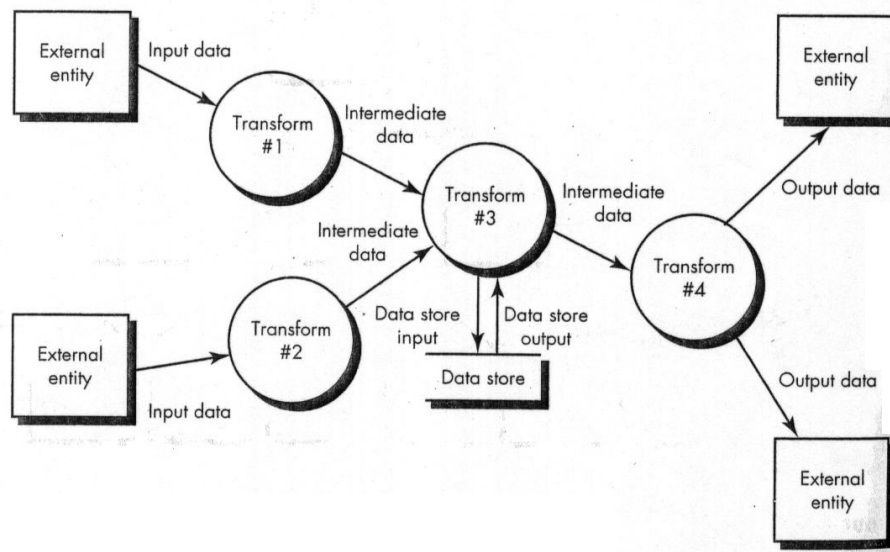 External
entity
Input data
Transform
#1
Intermediate
data
Transform
#3
Intermediate
data
Intermediate
data
Transform
#4
Output data
External
entity
External
entity
Input data
Transform
#2
Data store
input
Data store
output
Data store
Output data
External
entity